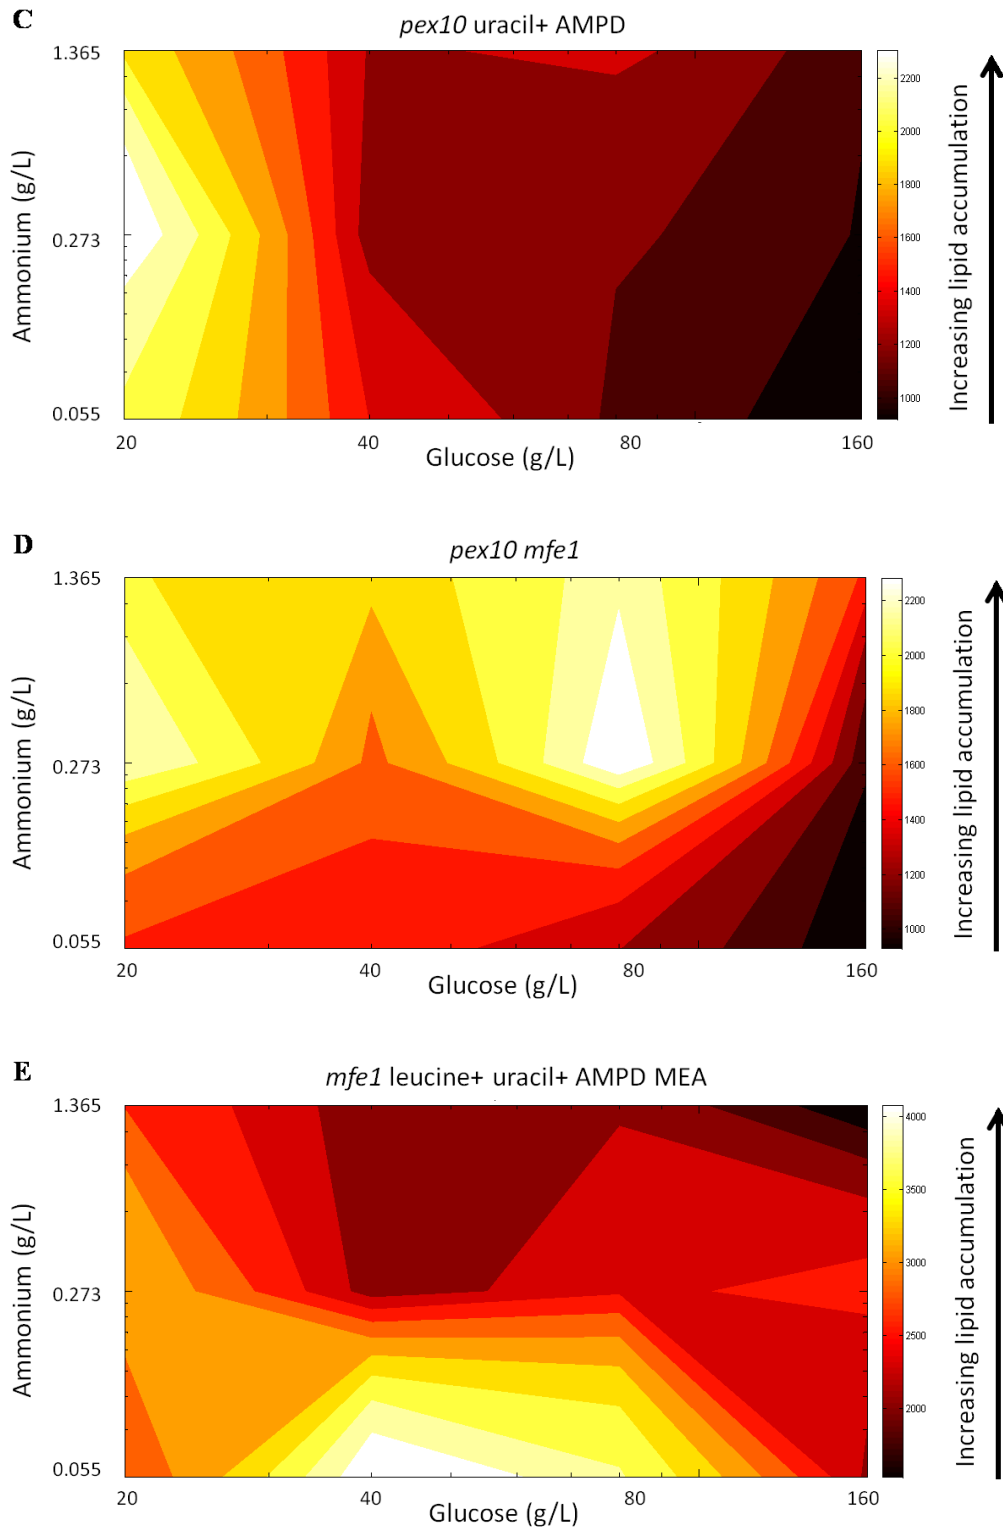 C
pex10 uracil+ AMPD
1.365
0.273
0.055
Ammonium (g/L)
20
40
80
160
Glucose (g/L)
2200
2000
1800
1600
1400
1200
1000
Increasing lipid accumulation
D
pex10 mfe1
1.365
0.273
0.055
Ammonium (g/L)
20
40
80
160
Glucose (g/L)
2200
2000
1800
1600
1400
1200
1000
Increasing lipid accumulation
E
mfe1 leucine+ uracil+ AMPD MEA
1.365
0.273
0.055
Ammonium (g/L)
20
40
80
160
Glucose (g/L)
4000
3500
3000
2500
2000
Increasing lipid accumulation